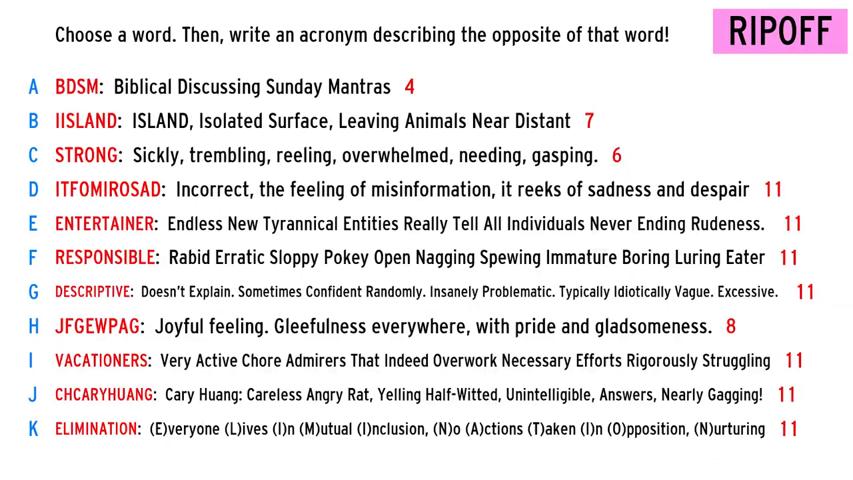 Choose a word. Then, write an acronym describing the opposite of that word!
RIPOFF
A BDSM: Biblical Discussing Sunday Mantras 4
B IISLAND: ISLAND, Isolated Surface, Leaving Animals Near Distant 7
C STRONG: Sickly, trembling, reeling, overwhelmed, needing, gasping. 6
D ITFOMIROSAD: Incorrect, the feeling of misinformation, it reeks of sadness and despair 11
E ENTERTAINER: Endless New Tyrannical Entities Really Tell All Individuals Never Ending Rudeness. 11
F RESPONSIBLE: Rabid Erratic Sloppy Pokey Open Nagging Spewing Immature Boring Luring Eater 11
G DESCRIPTIVE: Doesn't Explain. Sometimes Confident Randomly. Insanely Problematic. Typically Idiotically Vague. Excessive. 11
H JFGEWPAG: Joyful feeling. Gleefulness everywhere, with pride and gladsomeness. 8
I VACATIONERS: Very Active Chore Admirers That Indeed Overwork Necessary Efforts Rigorously Struggling 11
J CHCARYHUANG: Cary Huang: Careless Angry Rat, Yelling Half-Witted, Unintelligible, Answers, Nearly Gagging! 11
K ELIMINATION: (E)veryone (L)ives (I)n (M)utual (I)nclusion, (N)o (A)ctions (T)aken (I)n (O)pposition, (N)urturing 11